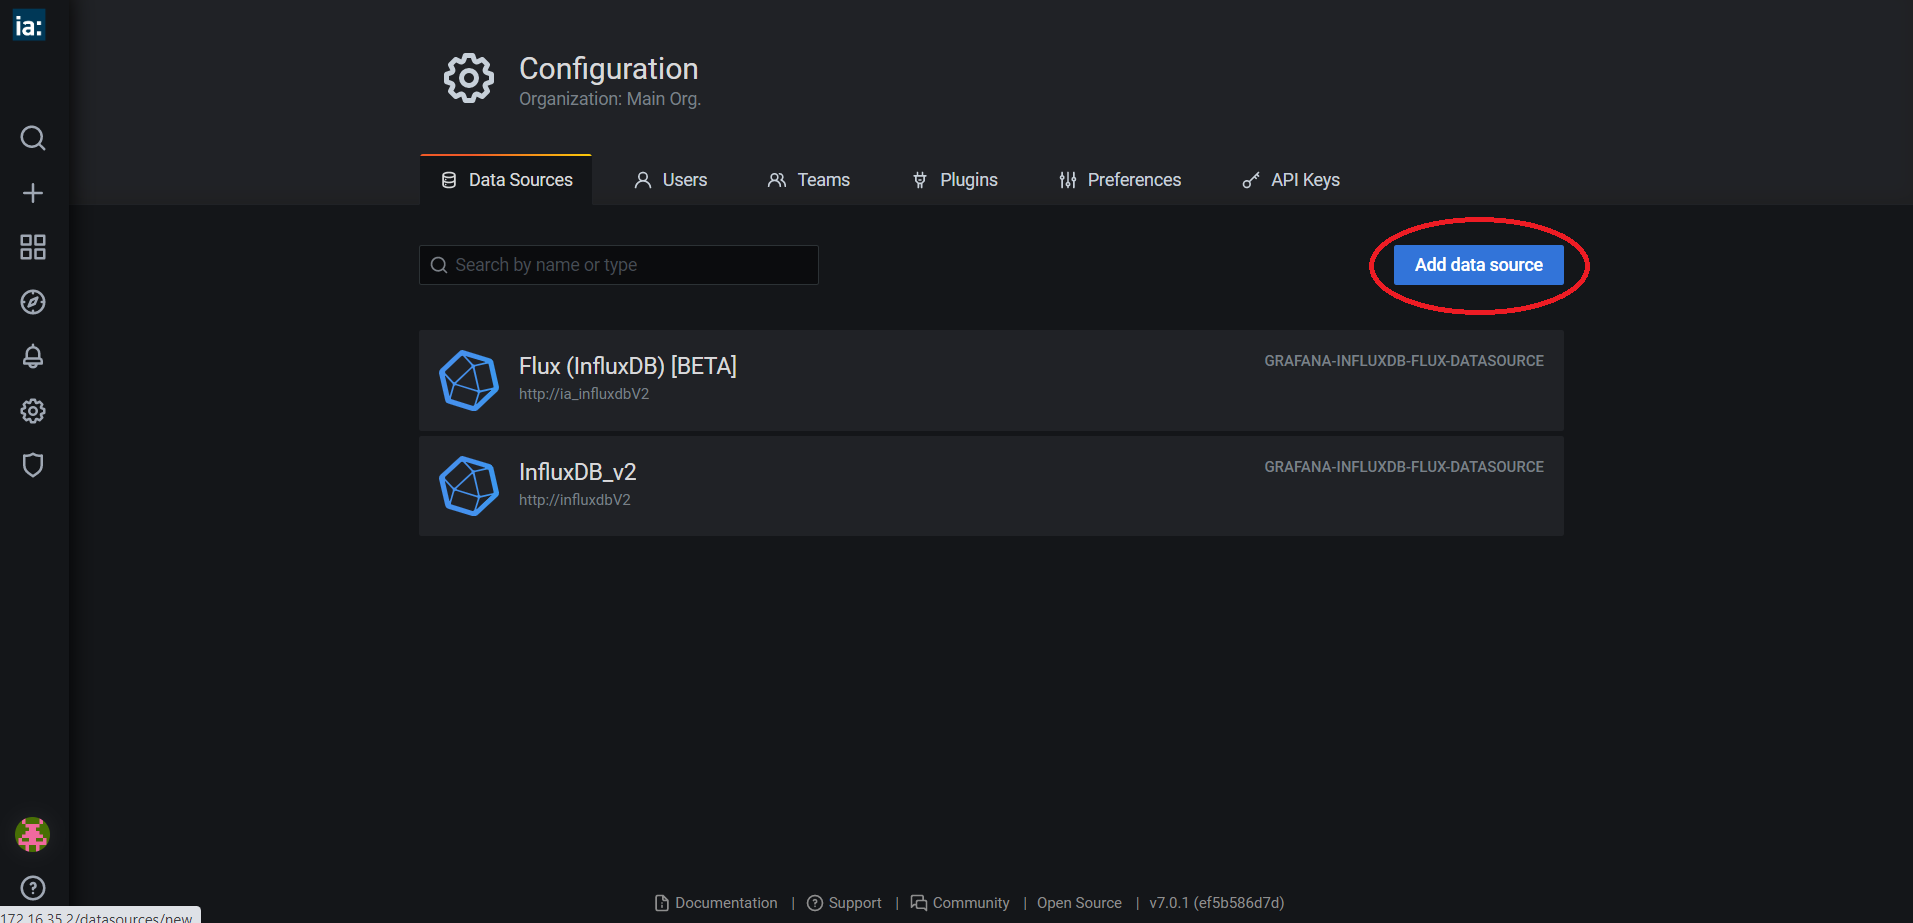 ia:
Configuration
Organization: Main Org.
Data Sources Users Teams Plugins Preferences API Keys
Search by name or type Add data source
Flux (InfluxDB) [BETA] GRAFANA-INFLUXDB-FLUX-DATASOURCE
http://ia_influxdbV2
InfluxDB_v2 GRAFANA-INFLUXDB-FLUX-DATASOURCE
http://influxdbV2
Documentation | Support | Community | Open Source | v7.0.1 (ef5b586d7d)
172.16.35.2/datasources/new